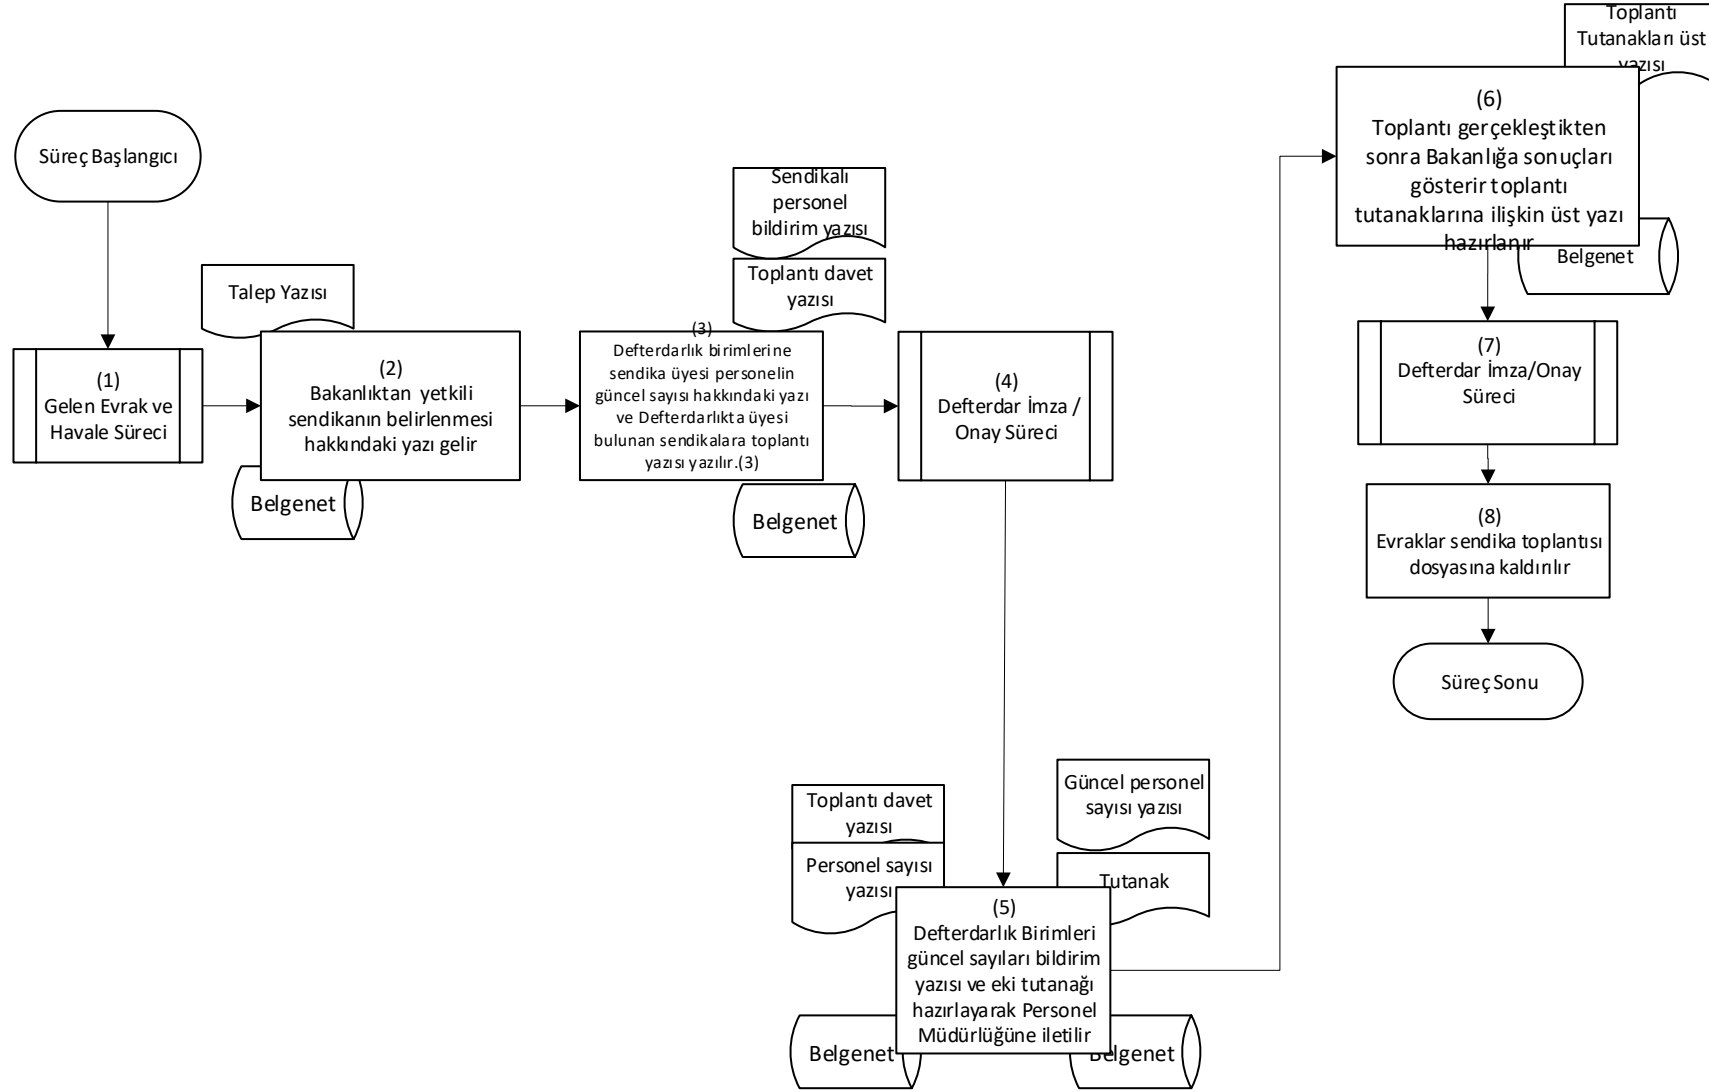 Süreç Başlangıcı
(1)
Gelen Evrak ve
Havale Süreci
Talep Yazısı
(2)
Bakanlıktan yetkili
sendikanın belirlenmesi
hakkındaki yazı gelir
Belgenet
Sendikalı
personel
bildirim yazısı
Toplantı davet
yazısı
(3)
Defterdarlık birimlerine
sendika üyesi personelin
güncel sayısı hakkındaki yazı
ve Defterdarlıkta üyesi
bulunan sendikalara toplantı
yazısı yazılır.(3)
Belgenet
(4)
Defterdar İmza /
Onay Süreci
Toplantı davet
yazısı
Personel sayısı
yazısı
Güncel personel
sayısı yazısı
Tutanak
(5)
Defterdarlık Birimleri
güncel sayıları bildirim
yazısı ve eki tutanağı
hazırlayarak Personel
Müdürlüğüne iletilir
Belgenet
Belgenet
Toplantı
Tutanakları üst
yazısı
(6)
Toplantı gerçekleştikten
sonra Bakanlığa sonuçları
gösterir toplantı
tutanaklarına ilişkin üst yazı
hazırlanır
Belgenet
(7)
Defterdar İmza/Onay
Süreci
(8)
Evraklar sendika toplantısı
dosyasına kaldırılır
Süreç Sonu